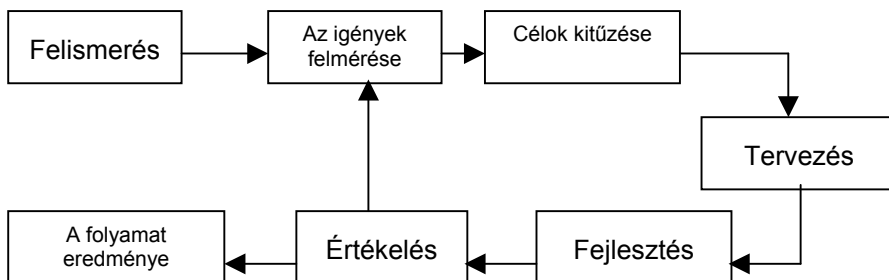 Felismerés
Az igények
felmérése
Célok kitűzése
Tervezés
A folyamat
eredménye
Értékelés
Fejlesztés